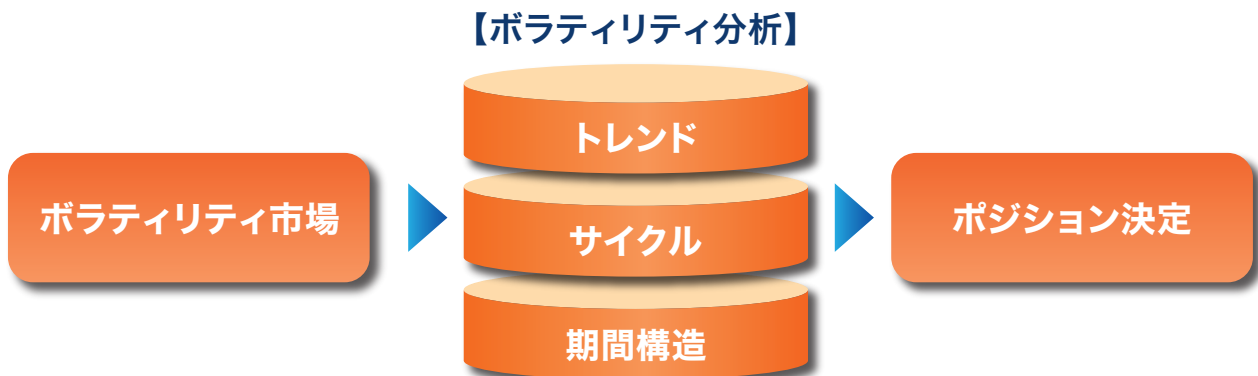 【ボラティリティ分析】
トレンド
ボラティリティ市場
サイクル
ポジション決定
期間構造